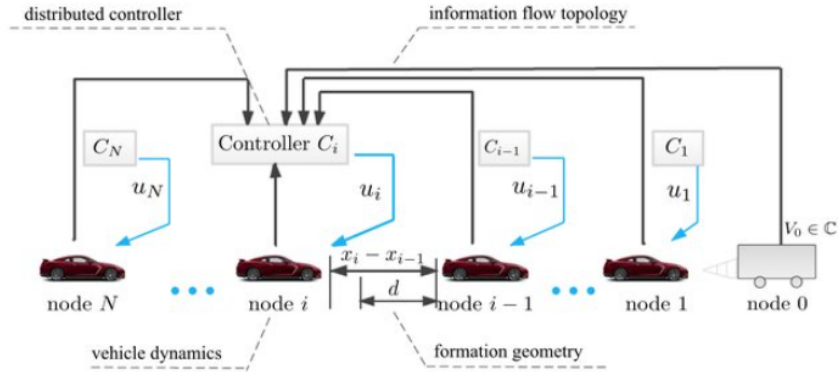 distributed controller
information flow topology
C_N
Controller C_i
C_{i-1}
C_1
u_N
u_i
u_{i-1}
u_1
V_0 ∈ ℂ
x_i − x_{i-1}
d
node N
node i
node i − 1
node 1
node 0
vehicle dynamics
formation geometry